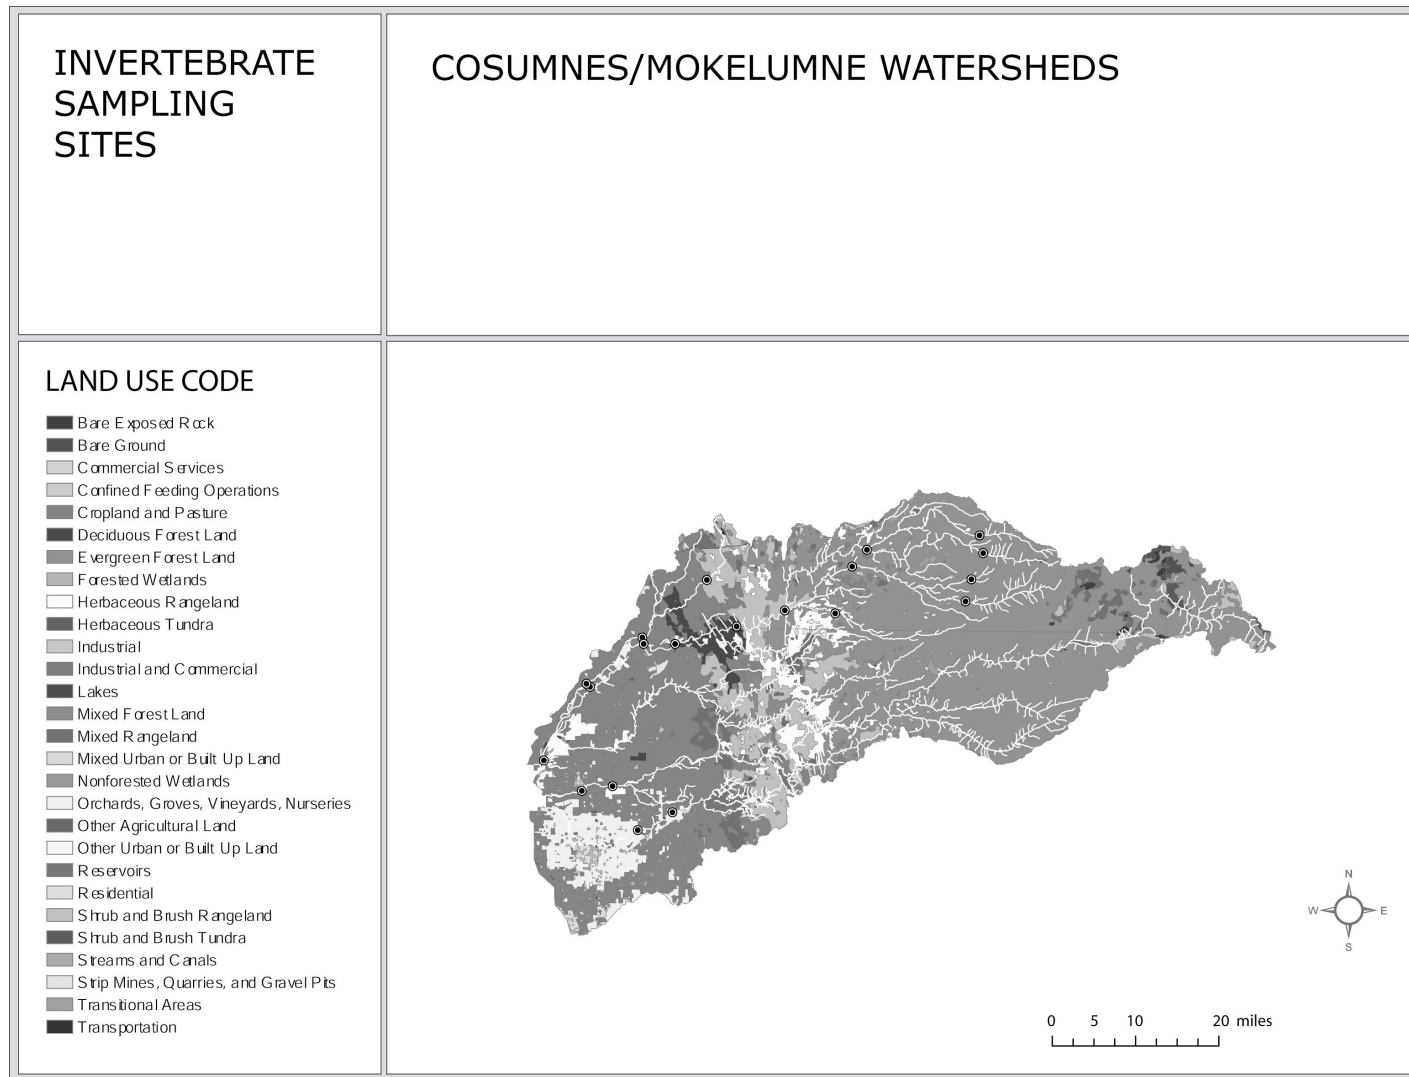 INVERTEBRATE
SAMPLING
SITES
COSUMNES/MOKELUMNE WATERSHEDS
LAND USE CODE
Bare Exposed Rock
Bare Ground
Commercial Services
Confined Feeding Operations
Cropland and Pasture
Deciduous Forest Land
Evergreen Forest Land
Forested Wetlands
Herbaceous Rangeland
Herbaceous Tundra
Industrial
Industrial and Commercial
Lakes
Mixed Forest Land
Mixed Rangeland
Mixed Urban or Built Up Land
Nonforested Wetlands
Orchards, Groves, Vineyards, Nurseries
Other Agricultural Land
Other Urban or Built Up Land
Reservoirs
Residential
Shrub and Brush Rangeland
Shrub and Brush Tundra
Streams and Canals
Strip Mines, Quarries, and Gravel Pits
Transitional Areas
Transportation
N
W E
S
0 5 10 20 miles